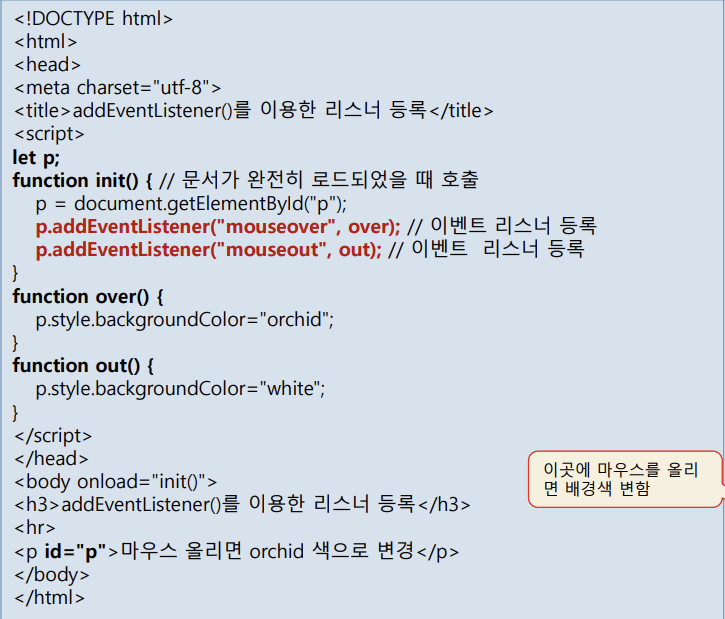 <!DOCTYPE html>
<html>
<head>
<meta charset="utf-8">
<title>addEventListener()를 이용한 리스너 등록</title>
<script>
let p;
function init() { // 문서가 완전히 로드되었을 때 호출
p = document.getElementById("p");
p.addEventListener("mouseover", over); // 이벤트 리스너 등록
p.addEventListener("mouseout", out); // 이벤트 리스너 등록
}
function over() {
p.style.backgroundColor="orchid";
}
function out() {
p.style.backgroundColor="white";
}
</script>
</head>
<body onload="init()">
<h3>addEventListener()를 이용한 리스너 등록</h3>
<hr>
<p id="p">마우스 올리면 orchid 색으로 변경</p>
</body>
</html>
이곳에 마우스를 올리
면 배경색 변함